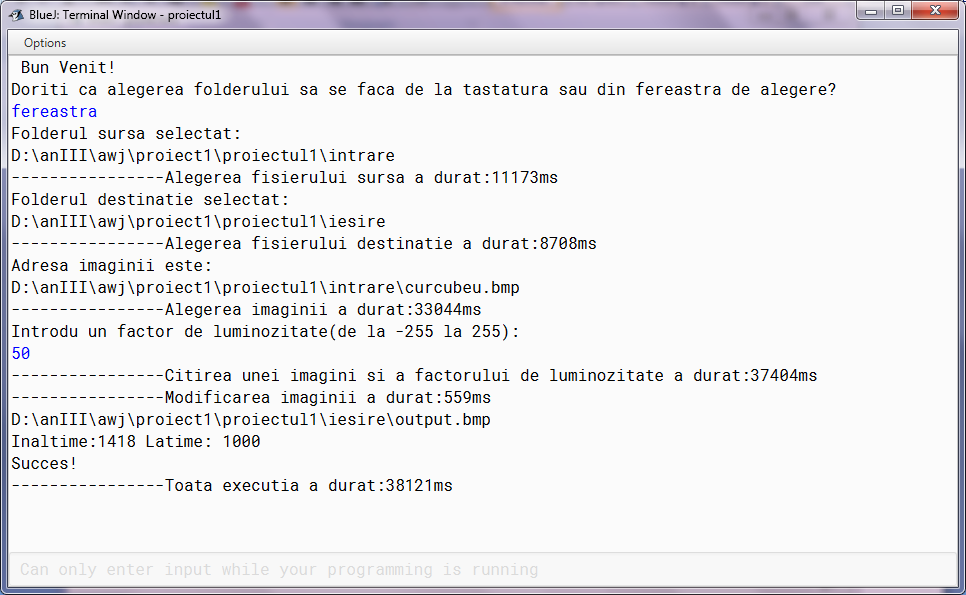 BlueJ: Terminal Window - proiectul1
Options
Bun Venit!
Doriti ca alegerea folderului sa se faca de la tastatura sau din fereastra de alegere?
fereastra
Folderul sursa selectat:
D:\anIII\awj\proiect1\proiectul1\intrare
----------------Alegerea fisierului sursa a durat:11173ms
Folderul destinatie selectat:
D:\anIII\awj\proiect1\proiectul1\iesire
----------------Alegerea fisierului destinatie a durat:8708ms
Adresa imaginii este:
D:\anIII\awj\proiect1\proiectul1\intrare\curcubeu.bmp
----------------Alegerea imaginii a durat:33044ms
Introdu un factor de luminozitate(de la -255 la 255):
50
----------------Citirea unei imagini si a factorului de luminozitate a durat:37404ms
----------------Modificarea imaginii a durat:559ms
D:\anIII\awj\proiect1\proiectul1\iesire\output.bmp
Inaltime:1418 Latime: 1000
Succes!
----------------Toata executia a durat:38121ms
Can only enter input while your programming is running